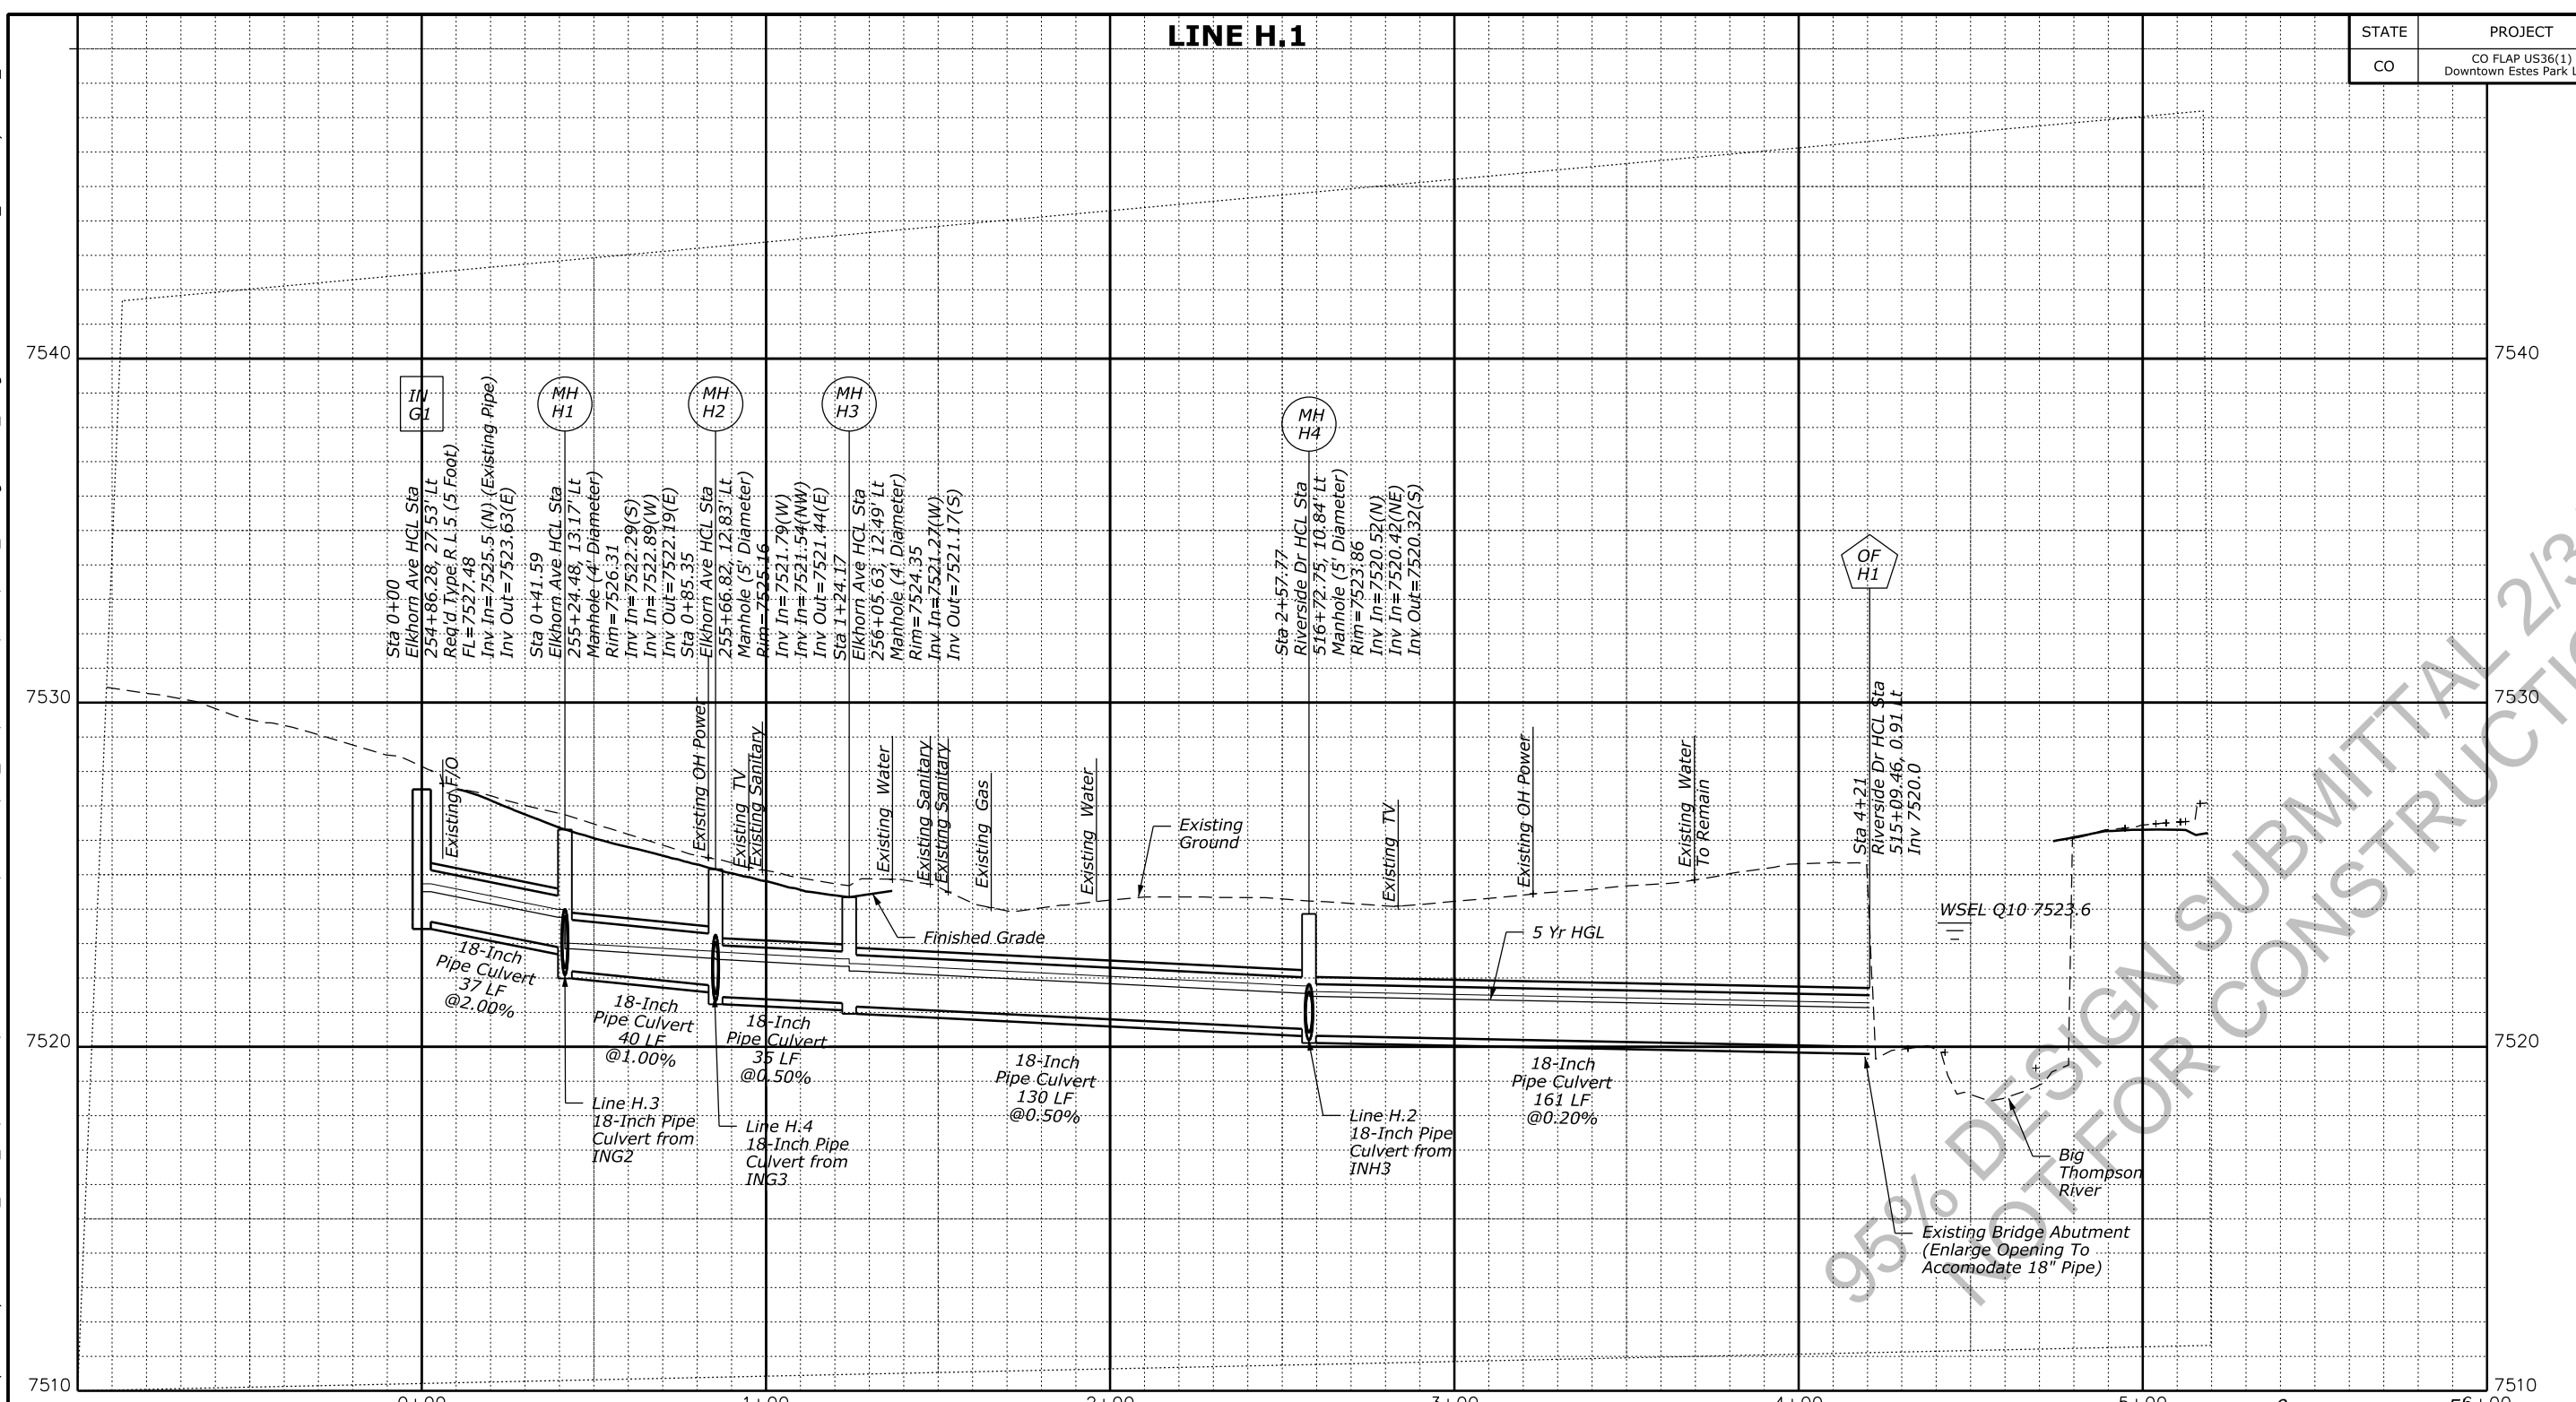 LINE H.1
STATE
PROJECT
CO
CO FLAP US36(1)
Downtown Estes Park
7540
7540
7530
7530
7520
7520
7510
7510
IN
G1
MH
H1
MH
H2
MH
H3
MH
H4
OF
H1
Sta 0+00
Elkhorn Ave HCL Sta
254+86.28, 27.53' Lt
Req'd Type R L 5 (5 Foot)
FL=7527.48
Inv In=7525.5 (N) (Existing Pipe)
Inv Out=7523.63(E)
Sta 0+41.59
Elkhorn Ave HCL Sta
255+24.48, 13.17' Lt
Manhole (4' Diameter)
Rim=7526.31
Inv In=7522.29(S)
Inv In=7522.89(W)
Inv Out=7522.19(E)
Sta 0+85.35
Elkhorn Ave HCL Sta
255+66.82, 12.83' Lt
Manhole (5' Diameter)
Rim=7525.16
Inv In=7521.79(W)
Inv In=7521.54(NW)
Inv Out=7521.44(E)
Sta 1+24.17
Elkhorn Ave HCL Sta
256+05.63, 12.49' Lt
Manhole (4' Diameter)
Rim=7524.35
Inv In=7521.27(W)
Inv Out=7521.17(S)
Sta 2+57.77
Riverside Dr HCL Sta
516+72.75, 10.84' Lt
Manhole (5' Diameter)
Rim=7523.86
Inv In=7520.52(N)
Inv In=7520.42(NE)
Inv Out=7520.32(S)
Sta 4+21
Riverside Dr HCL Sta
515+09.46, 0.91 Lt
Inv 7520.0
Existing F/O
Existing OH Power
Existing TV
Existing Sanitary
Existing Water
Existing Sanitary
Existing Sanitary
Existing Gas
Existing Water
Existing
Ground
Existing TV
Existing OH Power
Existing Water
To Remain
Finished Grade
5 Yr HGL
WSEL Q10 7523.6
18-Inch
Pipe Culvert
37 LF
@2.00%
18-Inch
Pipe Culvert
40 LF
@1.00%
18-Inch
Pipe Culvert
35 LF
@0.50%
18-Inch
Pipe Culvert
130 LF
@0.50%
18-Inch
Pipe Culvert
161 LF
@0.20%
Line H.3
18-Inch Pipe
Culvert from
ING2
Line H.4
18-Inch Pipe
Culvert from
ING3
Line H.2
18-Inch Pipe
Culvert from
INH3
Big
Thompson
River
Existing Bridge Abutment
(Enlarge Opening To
Accomodate 18" Pipe)
95% DESIGN SUBMITTAL 2/3
NOT FOR CONSTRUCTIO
0+00
1+00
2+00
3+00
4+00
5+00